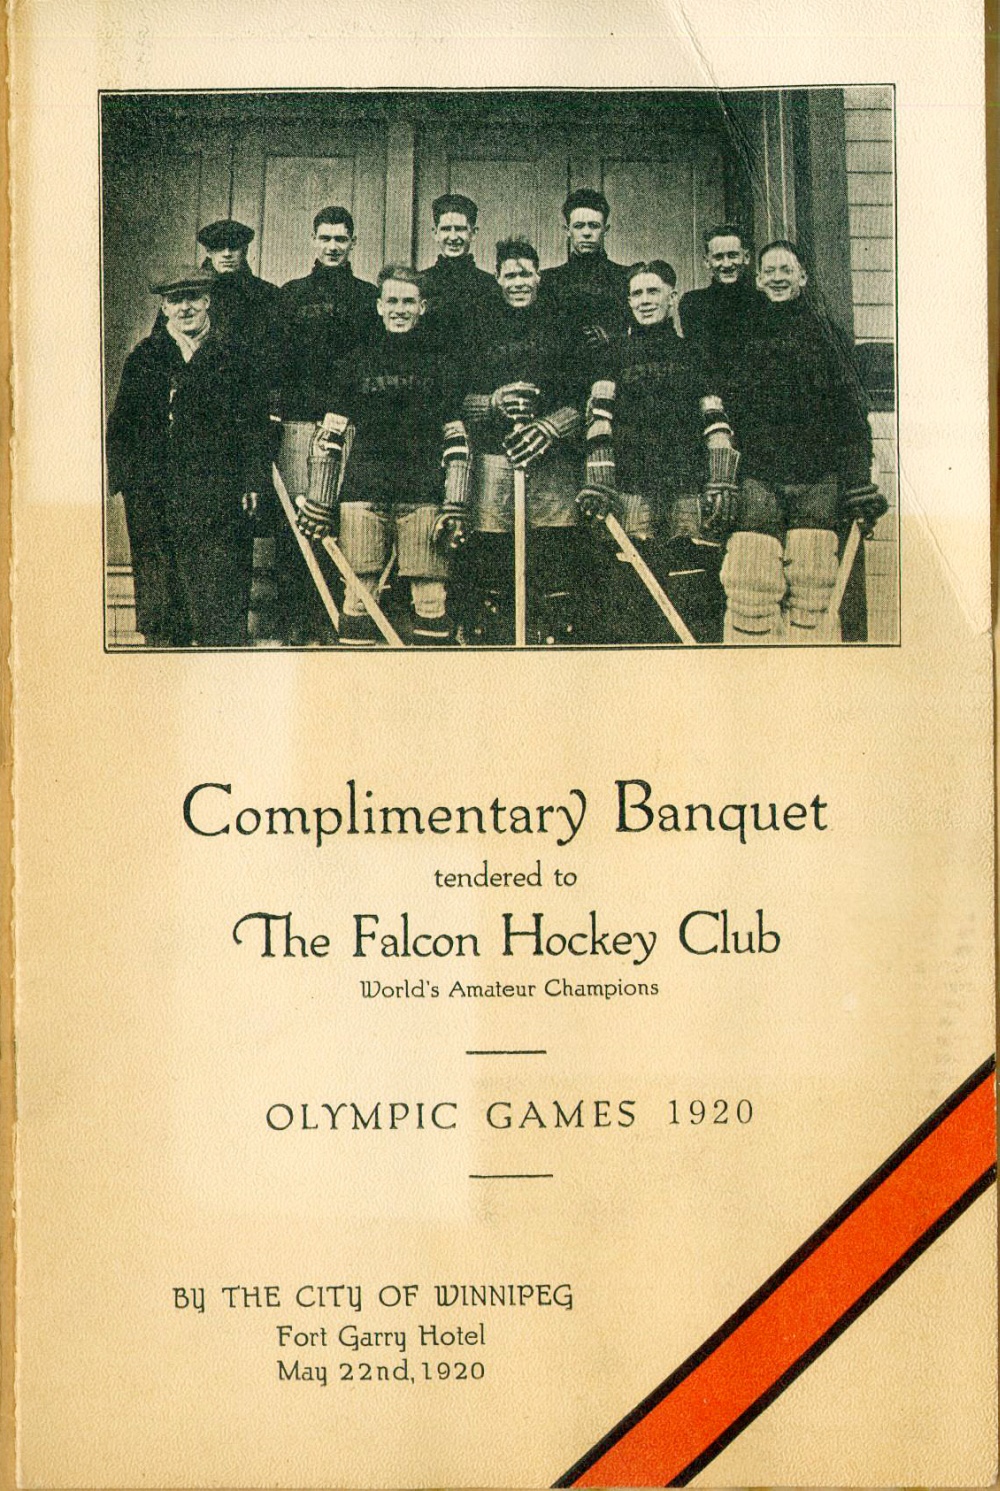 Complimentary Banquet
tendered to
The Falcon Hockey Club
World's Amateur Champions
OLYMPIC GAMES 1920
BY THE CITY OF WINNIPEG
Fort Garry Hotel
May 22nd, 1920